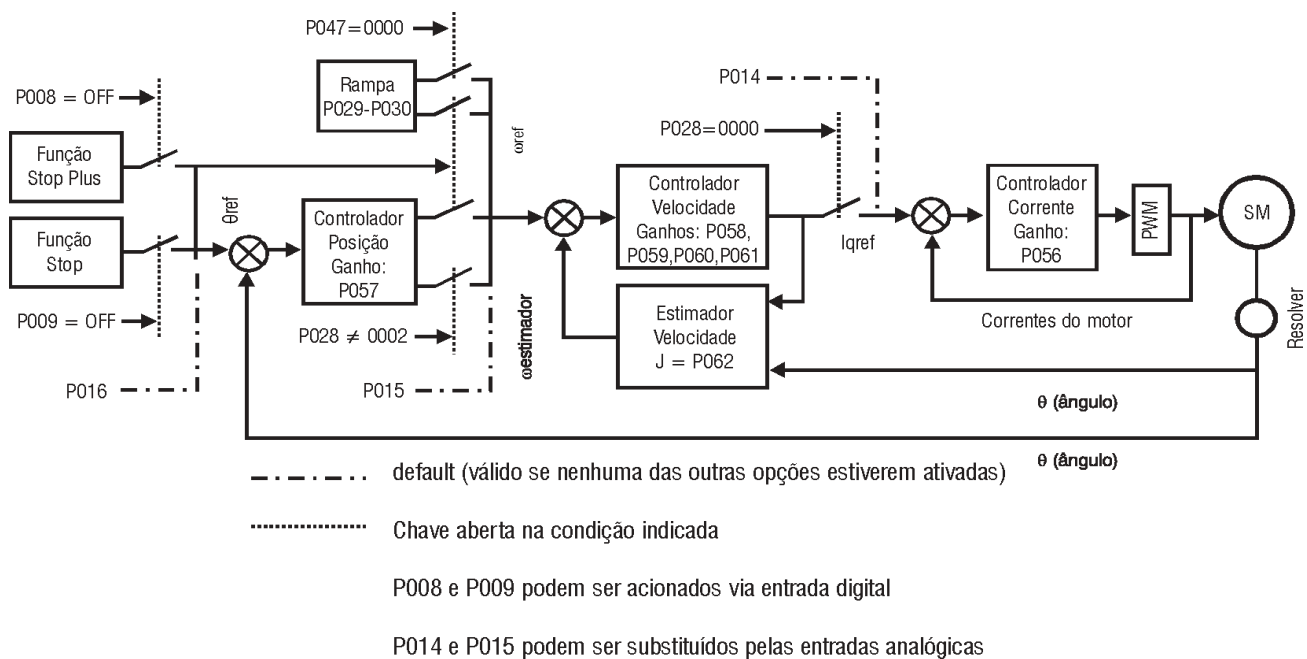 P047=0000
Rampa
P029-P030
P008 = OFF
Função
Stop Plus
Função
Stop
P009 = OFF
P016
θref
Controlador
Posição
Ganho:
P057
P028 ≠ 0002
P015
ωref
ωestimador
P014
P028=0000
Controlador
Velocidade
Ganhos: P058,
P059,P060,P061
Estimador
Velocidade
J = P062
Iqref
Controlador
Corrente
Ganho:
P056
PWM
SM
Correntes do motor
Resolver
θ (ângulo)
θ (ângulo)
default (válido se nenhuma das outras opções estiverem ativadas)
Chave aberta na condição indicada
P008 e P009 podem ser acionados via entrada digital
P014 e P015 podem ser substituídos pelas entradas analógicas